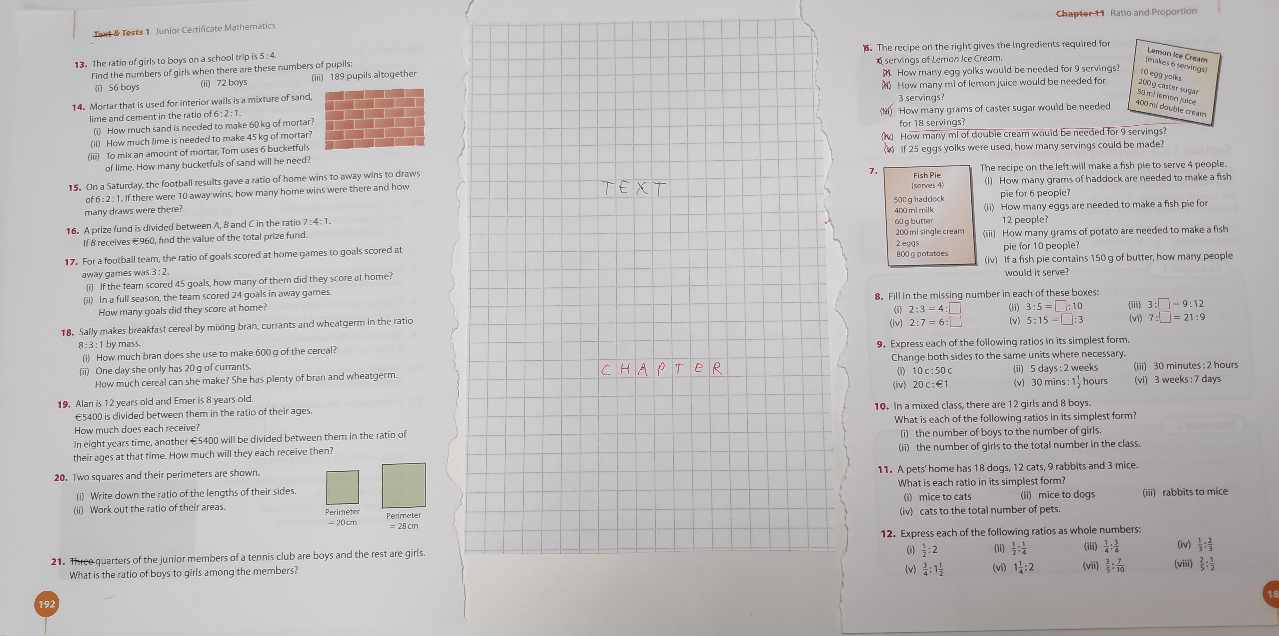 Text & Tests 1 Junior Certificate Mathematics
13. The ratio of girls to boys on a school trip is 5:4.
Find the numbers of girls when there are these numbers of pupils:
(i) 56 boys (ii) 72 boys (iii) 189 pupils altogether
14. Mortar that is used for interior walls is a mixture of sand,
lime and cement in the ratio of 6:2:1.
(i) How much sand is needed to make 60 kg of mortar?
(ii) How much lime is needed to make 45 kg of mortar?
(iii) To mix an amount of mortar, Tom uses 6 bucketfuls
of lime. How many bucketfuls of sand will he need?
15. On a Saturday, the football results gave a ratio of home wins to away wins to draws
of 6:2:1. If there were 10 away wins, how many home wins were there and how
many draws were there?
16. A prize fund is divided between A, B and C in the ratio 7:4:1.
If B receives €960, find the value of the total prize fund.
17. For a football team, the ratio of goals scored at home games to goals scored at
away games was 3:2.
(i) If the team scored 45 goals, how many of them did they score at home?
(ii) In a full season, the team scored 24 goals in away games.
How many goals did they score at home?
18. Sally makes breakfast cereal by mixing bran, currants and wheatgerm in the ratio
8:3:1 by mass.
(i) How much bran does she use to make 600 g of the cereal?
(ii) One day she only has 20 g of currants.
How much cereal can she make? She has plenty of bran and wheatgerm.
19. Alan is 12 years old and Emer is 8 years old.
€5400 is divided between them in the ratio of their ages.
How much does each receive?
In eight years time, another €5400 will be divided between them in the ratio of
their ages at that time. How much will they each receive then?
20. Two squares and their perimeters are shown.
(i) Write down the ratio of the lengths of their sides.
(ii) Work out the ratio of their areas.
Perimeter
= 20 cm
Perimeter
= 28 cm
21. Three quarters of the junior members of a tennis club are boys and the rest are girls.
What is the ratio of boys to girls among the members?
192
TEXT
CHAPTER
Chapter 11 Ratio and Proportion
6. The recipe on the right gives the ingredients required for
6 servings of Lemon Ice Cream.
(i) How many egg yolks would be needed for 9 servings?
(ii) How many ml of lemon juice would be needed for
3 servings?
(iii) How many grams of caster sugar would be needed
for 18 servings?
(iv) How many ml of double cream would be needed for 9 servings?
(v) If 25 eggs yolks were used, how many servings could be made?
Lemon Ice Cream
(makes 6 servings)
10 egg yolks
200 g caster sugar
50 ml lemon juice
400 ml double cream
7.
Fish Pie
(serves 4)
500 g haddock
400 ml milk
60 g butter
200 ml single cream
2 eggs
800 g potatoes
The recipe on the left will make a fish pie to serve 4 people.
(i) How many grams of haddock are needed to make a fish
pie for 6 people?
(ii) How many eggs are needed to make a fish pie for
12 people?
(iii) How many grams of potato are needed to make a fish
pie for 10 people?
(iv) If a fish pie contains 150 g of butter, how many people
would it serve?
8. Fill in the missing number in each of these boxes:
(i) 2:3 = 4:□ (ii) 3:5 = □:10 (iii) 3:□ = 9:12
(iv) 2:7 = 6:□ (v) 5:15 = □:3 (vi) 7:□ = 21:9
9. Express each of the following ratios in its simplest form.
Change both sides to the same units where necessary.
(i) 10 c:50 c (ii) 5 days:2 weeks (iii) 30 minutes:2 hours
(iv) 20 c:€1 (v) 30 mins:1½ hours (vi) 3 weeks:7 days
10. In a mixed class, there are 12 girls and 8 boys.
What is each of the following ratios in its simplest form?
(i) the number of boys to the number of girls.
(ii) the number of girls to the total number in the class.
11. A pets' home has 18 dogs, 12 cats, 9 rabbits and 3 mice.
What is each ratio in its simplest form?
(i) mice to cats (ii) mice to dogs (iii) rabbits to mice
(iv) cats to the total number of pets.
12. Express each of the following ratios as whole numbers:
(i) ½:2 (ii) ½:¼ (iii) ¼:¾ (iv) ⅓:⅔
(v) ¾:1½ (vi) 1¼:2 (vii) 3/5:7/10 (viii) 2/5:1/2